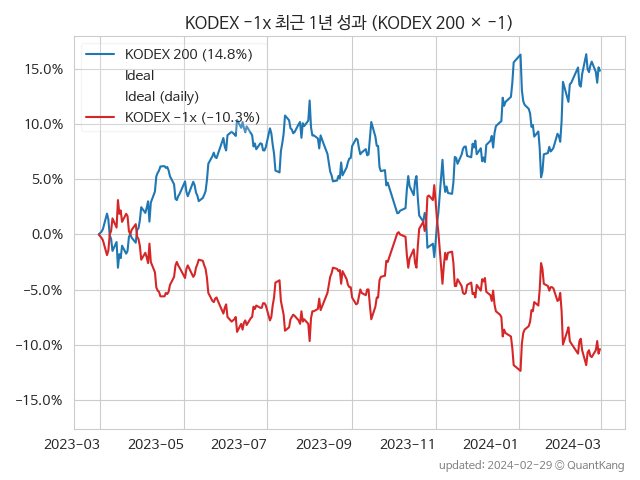 KODEX −1x 최근 1년 성과 (KODEX 200 × −1)
KODEX 200 (14.8%)
Ideal
Ideal (daily)
KODEX −1x (−10.3%)
15.0%
10.0%
5.0%
0.0%
−5.0%
−10.0%
−15.0%
2023−03 2023−05 2023−07 2023−09 2023−11 2024−01 2024−03
updated: 2024−02−29 © QuantKang